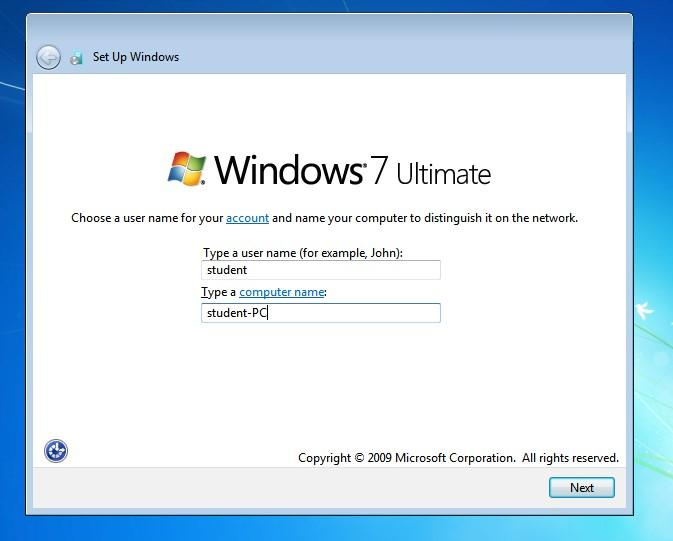 Set Up Windows
Windows 7 Ultimate
Choose a user name for your account and name your computer to distinguish it on the network.
Type a user name (for example, John):
student
Type a computer name:
student-PC
Copyright © 2009 Microsoft Corporation. All rights reserved.
Next